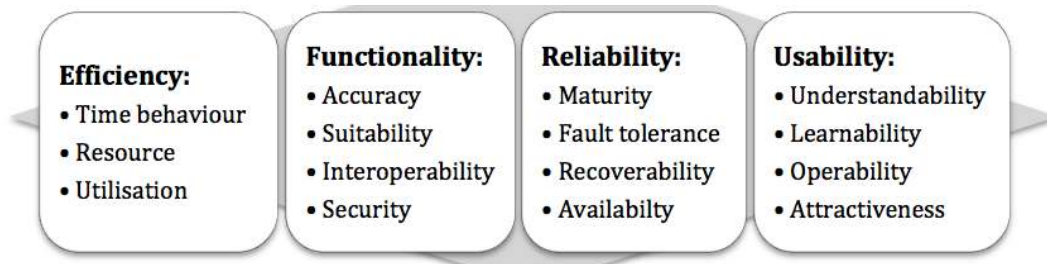 Efficiency:
• Time behaviour
• Resource
• Utilisation
Functionality:
• Accuracy
• Suitability
• Interoperability
• Security
Reliability:
• Maturity
• Fault tolerance
• Recoverability
• Availabilty
Usability:
• Understandability
• Learnability
• Operability
• Attractiveness